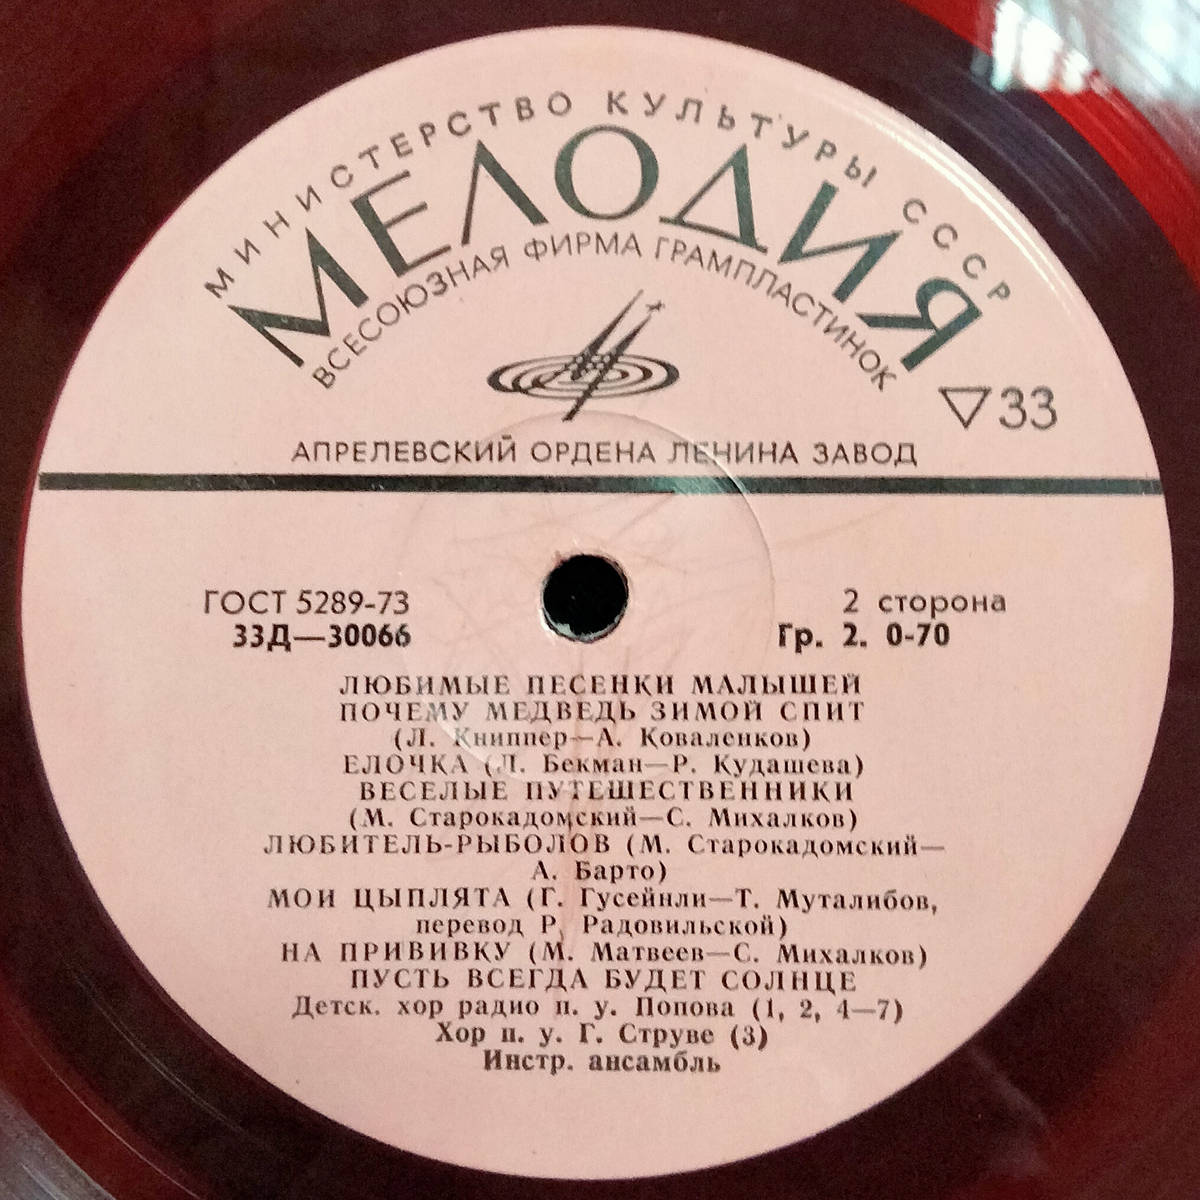 МИНИСТЕРСТВО КУЛЬТУРЫ СССР
МЕЛОДИЯ
ВСЕСОЮЗНАЯ ФИРМА ГРАМПЛАСТИНОК
▽33
АПРЕЛЕВСКИЙ ОРДЕНА ЛЕНИНА ЗАВОД
ГОСТ 5289-73
2 сторона
33Д—30066
Гр. 2. 0-70
ЛЮБИМЫЕ ПЕСЕНКИ МАЛЫШЕЙ
ПОЧЕМУ МЕДВЕДЬ ЗИМОЙ СПИТ
(Л. Книппер—А. Коваленков)
ЕЛОЧКА (Л. Бекман—Р. Кудашева)
ВЕСЕЛЫЕ ПУТЕШЕСТВЕННИКИ
(М. Старокадомский—С. Михалков)
ЛЮБИТЕЛЬ-РЫБОЛОВ (М. Старокадомский—
А. Барто)
МОИ ЦЫПЛЯТА (Г. Гусейнли—Т. Муталибов,
перевод Р. Радовильской)
НА ПРИВИВКУ (М. Матвеев—С. Михалков)
ПУСТЬ ВСЕГДА БУДЕТ СОЛНЦЕ
Детск. хор радио п. у. Попова (1, 2, 4—7)
Хор п. у. Г. Струве (3)
Инстр. ансамбль